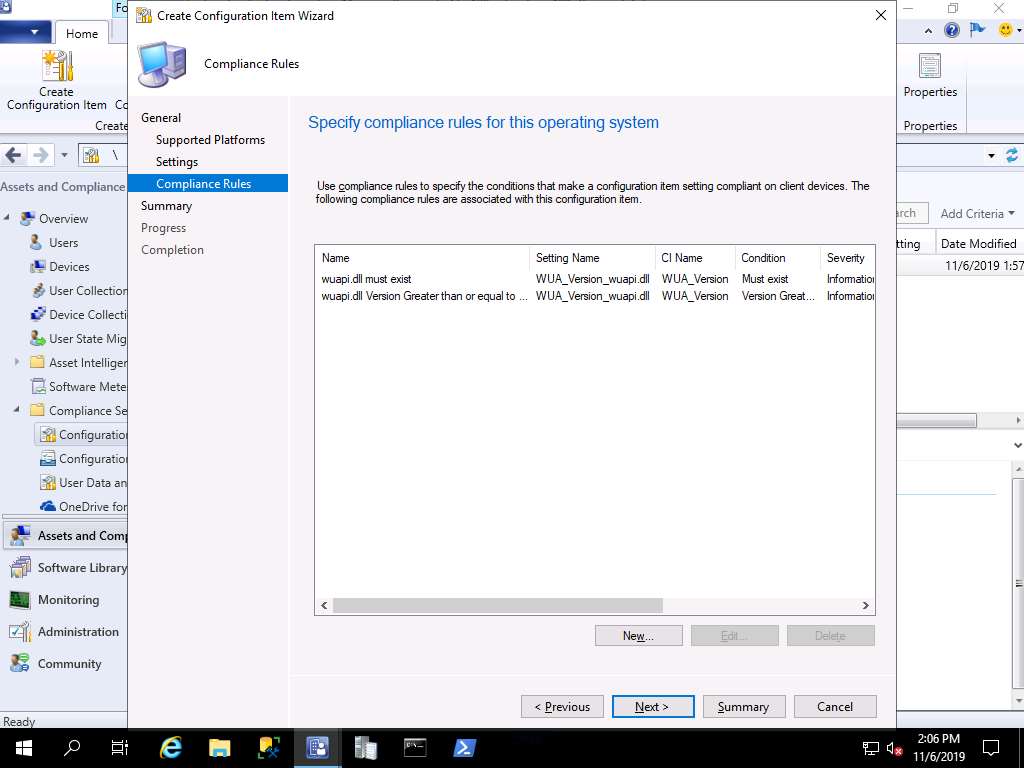 Fo
Create Configuration Item Wizard
Home
Compliance Rules
Create
Configuration Item
Co
Create
Properties
Properties
\
General
Supported Platforms
Settings
Compliance Rules
Summary
Progress
Completion
Specify compliance rules for this operating system
Use compliance rules to specify the conditions that make a configuration item setting compliant on client devices. The
following compliance rules are associated with this configuration item.
Name Setting Name CI Name Condition Severity
wuapi.dll must exist WUA_Version_wuapi.dll WUA_Version Must exist Information
wuapi.dll Version Greater than or equal to ... WUA_Version_wuapi.dll WUA_Version Version Great... Information
New... Edit... Delete
< Previous Next > Summary Cancel
Assets and Compliance
Overview
Users
Devices
User Collection
Device Collecti
User State Mig
Asset Intelligen
Software Mete
Compliance Se
Configuratio
Configuratio
User Data an
OneDrive for
Assets and Comp
Software Library
Monitoring
Administration
Community
arch Add Criteria
tting Date Modified
11/6/2019 1:57
Ready
2:06 PM
11/6/2019